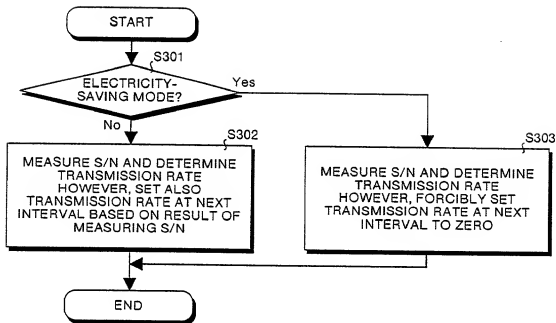 START
S301
ELECTRICITY-
SAVING MODE?
Yes
No
S302
MEASURE S/N AND DETERMINE
TRANSMISSION RATE
HOWEVER, SET ALSO
TRANSMISSION RATE AT NEXT
INTERVAL BASED ON RESULT OF
MEASURING S/N
S303
MEASURE S/N AND DETERMINE
TRANSMISSION RATE
HOWEVER, FORCIBLY SET
TRANSMISSION RATE AT NEXT
INTERVAL TO ZERO
END